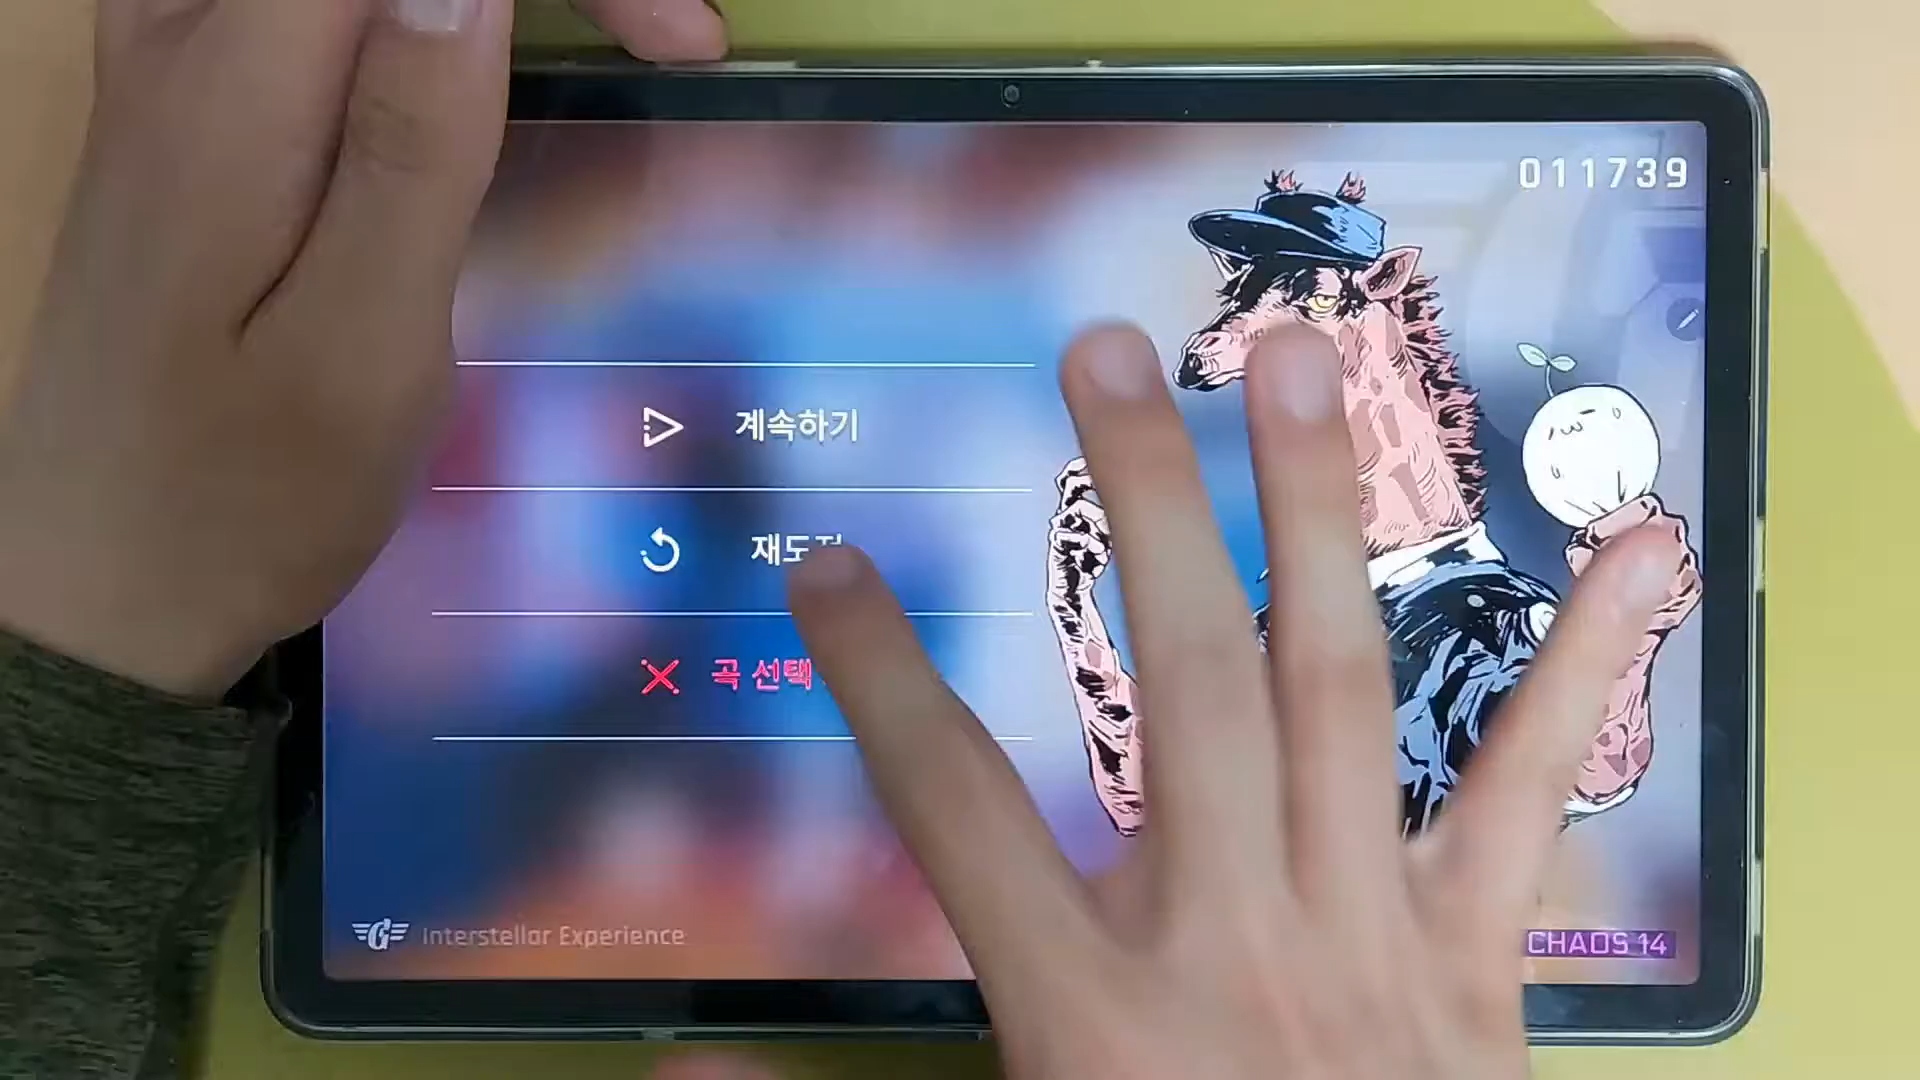 011739
계속하기
재도
곡 선택
Interstellar Experience
CHAOS 14